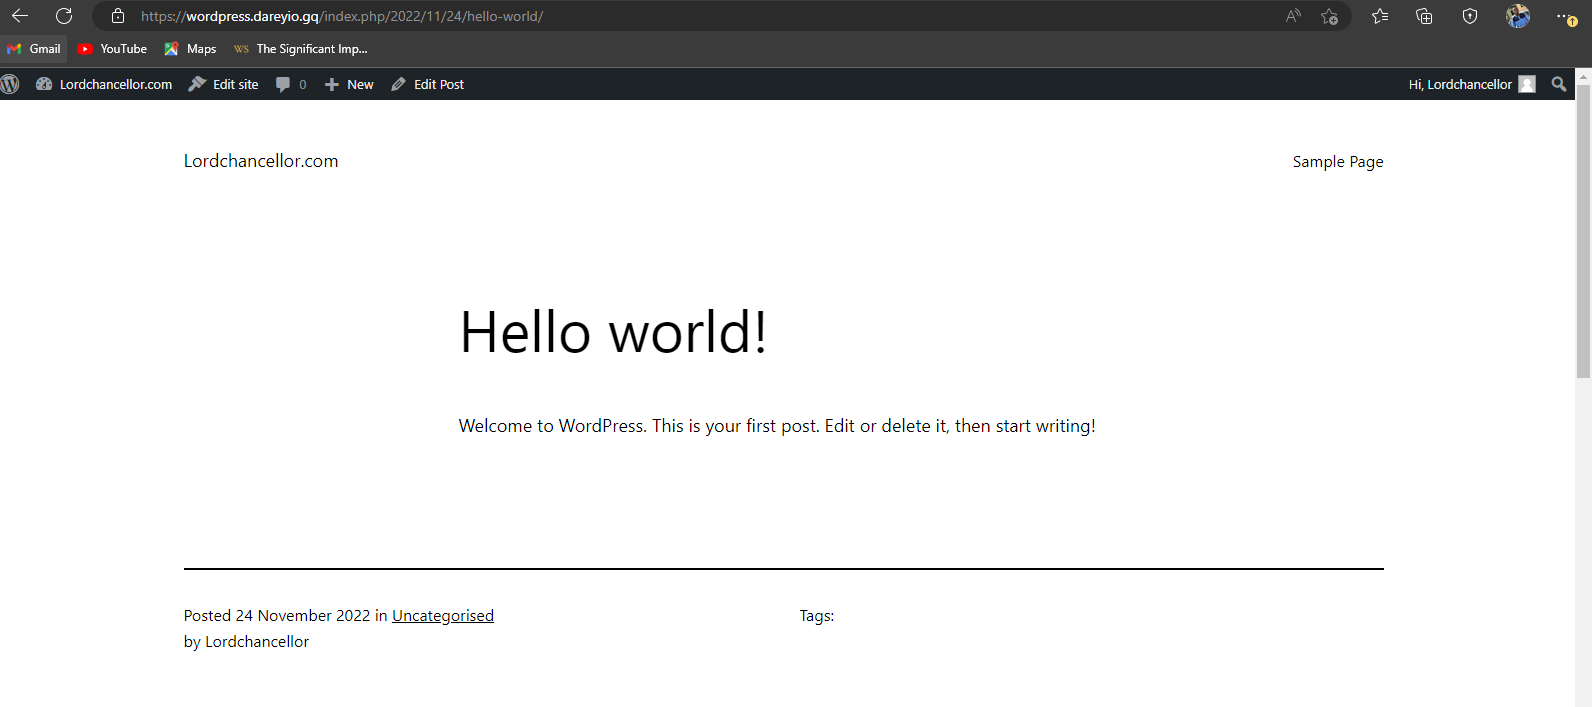 https://wordpress.dareyio.gq/index.php/2022/11/24/hello-world/
Gmail YouTube Maps WS The Significant Imp...
Lordchancellor.com Edit site 0 New Edit Post Hi, Lordchancellor
Lordchancellor.com Sample Page
Hello world!
Welcome to WordPress. This is your first post. Edit or delete it, then start writing!
Posted 24 November 2022 in Uncategorised Tags:
by Lordchancellor